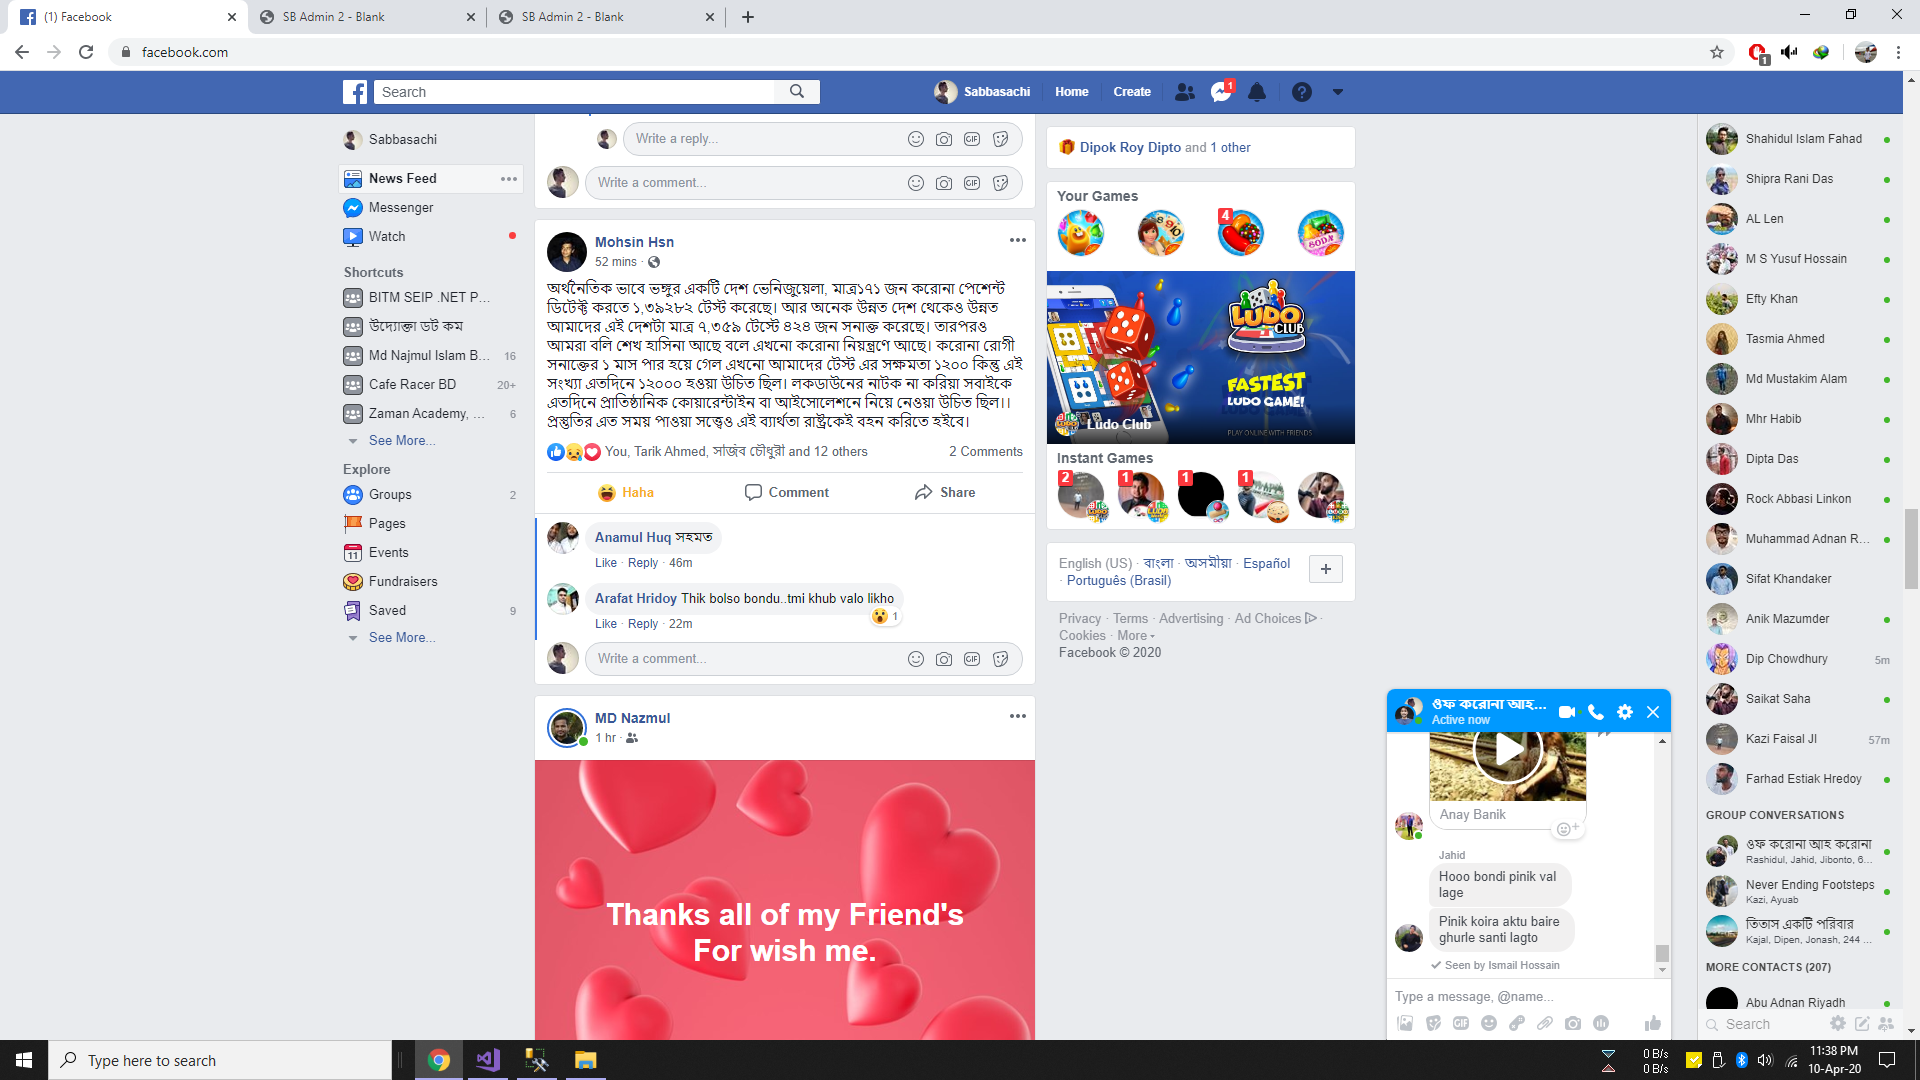 (1) Facebook
SB Admin 2 - Blank
SB Admin 2 - Blank
facebook.com
1
Search
Sabbasachi
Home
Create
1
Sabbasachi
News Feed
Messenger
Watch
Shortcuts
BITM SEIP .NET P...
উদ্যোক্তা ডট কম
Md Najmul Islam B... 16
Cafe Racer BD 20+
Zaman Academy, ... 6
See More...
Explore
Groups 2
Pages
Events
Fundraisers
Saved 9
See More...
Write a reply...
Write a comment...
Mohsin Hsn
52 mins ·
অর্থনৈতিক ভাবে ভঙ্গুর একটি দেশ ভেনিজুয়েলা, মাত্র১৭১ জন করোনা পেশেন্ট
ডিটেক্ট করতে ১,৩৯২৮২ টেস্ট করেছে। আর অনেক উন্নত দেশ থেকেও উন্নত
আমাদের এই দেশটা মাত্র ৭,৩৫৯ টেস্টে ৪২৪ জন সনাক্ত করেছে। তারপরও
আমরা বলি শেখ হাসিনা আছে বলে এখনো করোনা নিয়ন্ত্রণে আছে। করোনা রোগী
সনাক্তের ১ মাস পার হয়ে গেল এখনো আমাদের টেস্ট এর সক্ষমতা ১২০০ কিন্তু এই
সংখ্যা এতদিনে ১২০০০ হওয়া উচিত ছিল। লকডাউনের নাটক না করিয়া সবাইকে
এতদিনে প্রাতিষ্ঠানিক কোয়ারেন্টাইন বা আইসোলেশনে নিয়ে নেওয়া উচিত ছিল।।
প্রস্তুতির এত সময় পাওয়া সত্ত্বেও এই ব্যার্থতা রাষ্ট্রকেই বহন করিতে হইবে।
You, Tarik Ahmed, সাজিব চৌধুরী and 12 others 2 Comments
Haha Comment Share
Anamul Huq সহমত
Like · Reply · 46m
Arafat Hridoy Thik bolso bondu..tmi khub valo likho
1
Like · Reply · 22m
Write a comment...
MD Nazmul
1 hr ·
Thanks all of my Friend's
For wish me.
Dipok Roy Dipto and 1 other
Your Games
8 9 10
4
SODA
LUDO
CLUB
FASTEST
LUDO GAME!
Ludo Club
PLAY ONLINE WITH FRIENDS
Instant Games
2 1 1 1
English (US) · বাংলা · অসমীয়া · Español
· Português (Brasil)
Privacy · Terms · Advertising · Ad Choices ·
Cookies · More
Facebook © 2020
ওফ করোনা আহ...
Active now
Anay Banik
Jahid
Hooo bondi pinik val
lage
Pinik koira aktu baire
ghurle santi lagto
Seen by Ismail Hossain
Type a message, @name...
GIF
Shahidul Islam Fahad
Shipra Rani Das
AL Len
M S Yusuf Hossain
Efty Khan
Tasmia Ahmed
Md Mustakim Alam
Mhr Habib
Dipta Das
Rock Abbasi Linkon
Muhammad Adnan R...
Sifat Khandaker
Anik Mazumder
Dip Chowdhury 5m
Saikat Saha
Kazi Faisal JI 57m
Farhad Estiak Hredoy
GROUP CONVERSATIONS
ওফ করোনা আহ করোনা
Rashidul, Jahid, Jibonto, 6...
Never Ending Footsteps
Kazi, Ayuab
তিতাস একটি পরিবার
Kajal, Dipen, Jonash, 244 ...
MORE CONTACTS (207)
Abu Adnan Riyadh
Search
Type here to search
0 B/s
0 B/s
11:38 PM
10-Apr-20